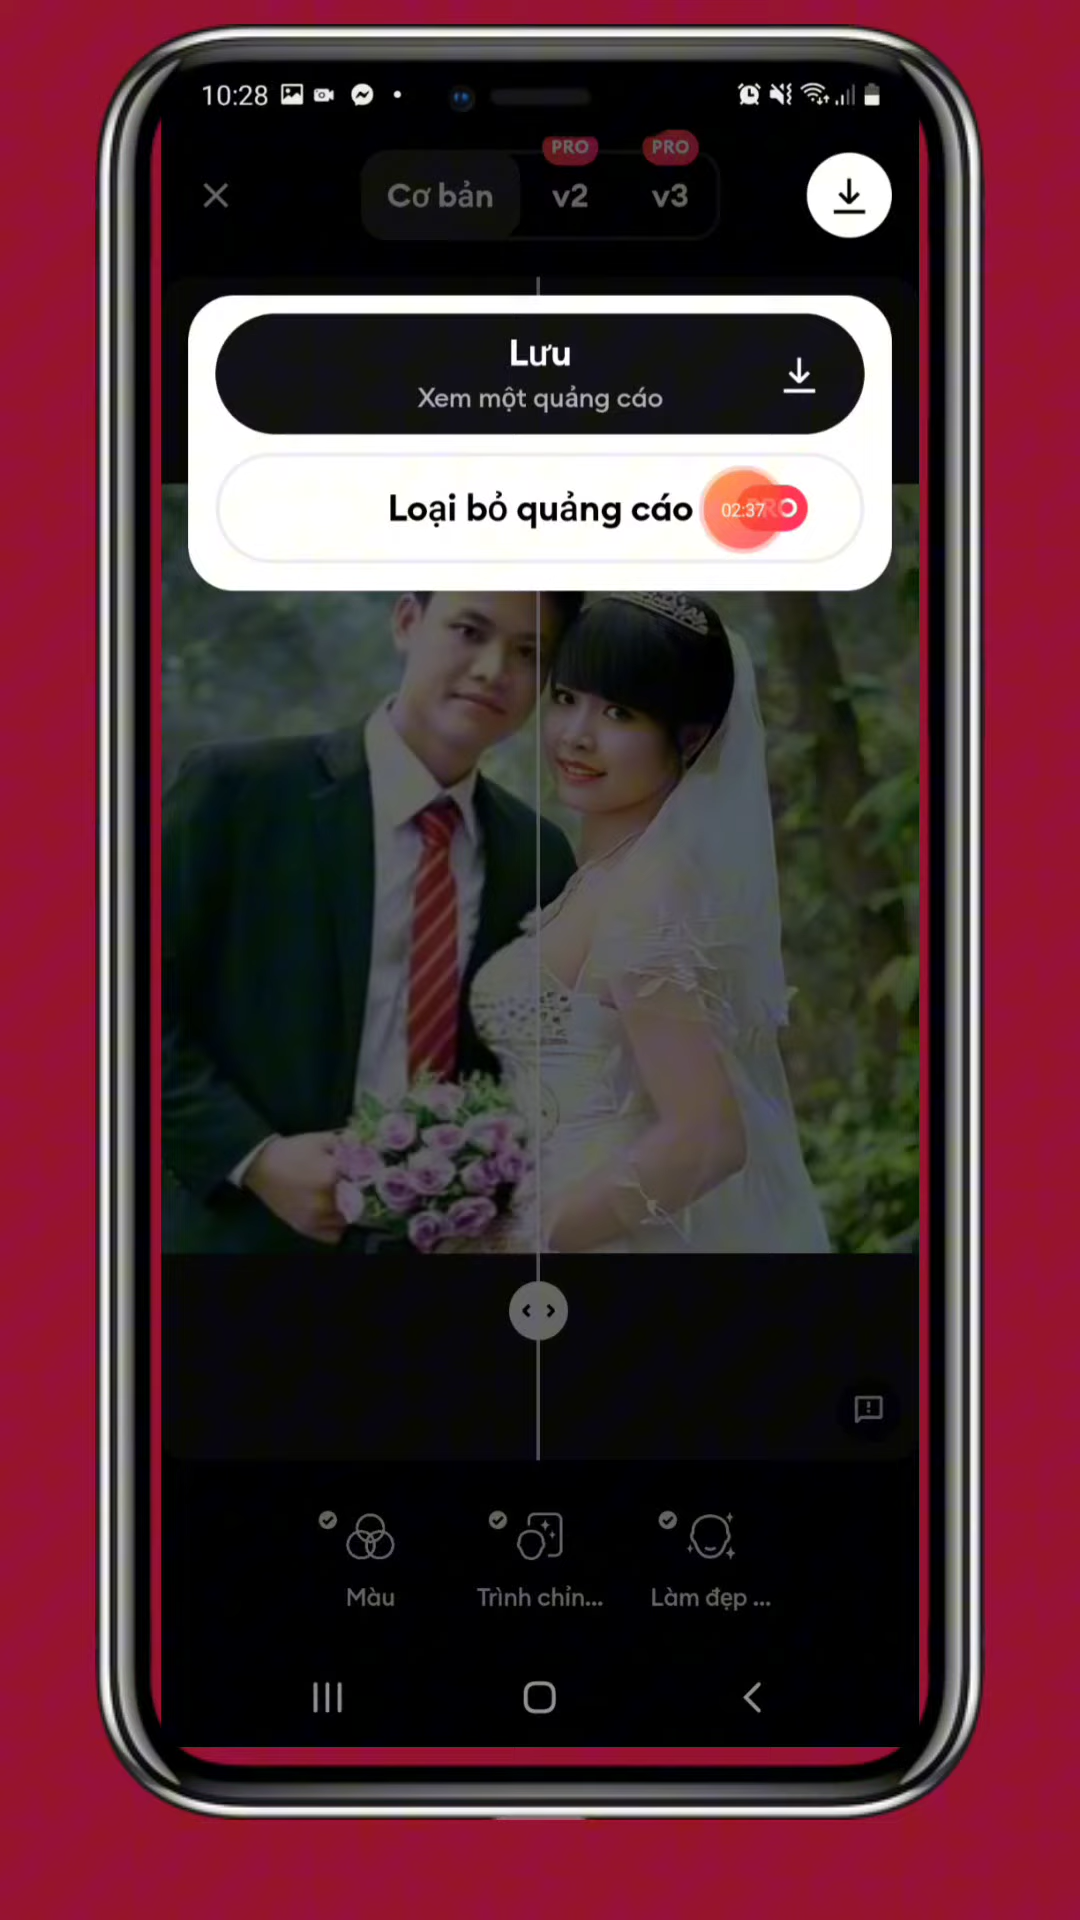 10:28
PRO PRO
Cơ bản v2 v3
Lưu
Xem một quảng cáo
Loại bỏ quảng cáo PRO
02:37
Màu Trình chỉn... Làm đẹp ...